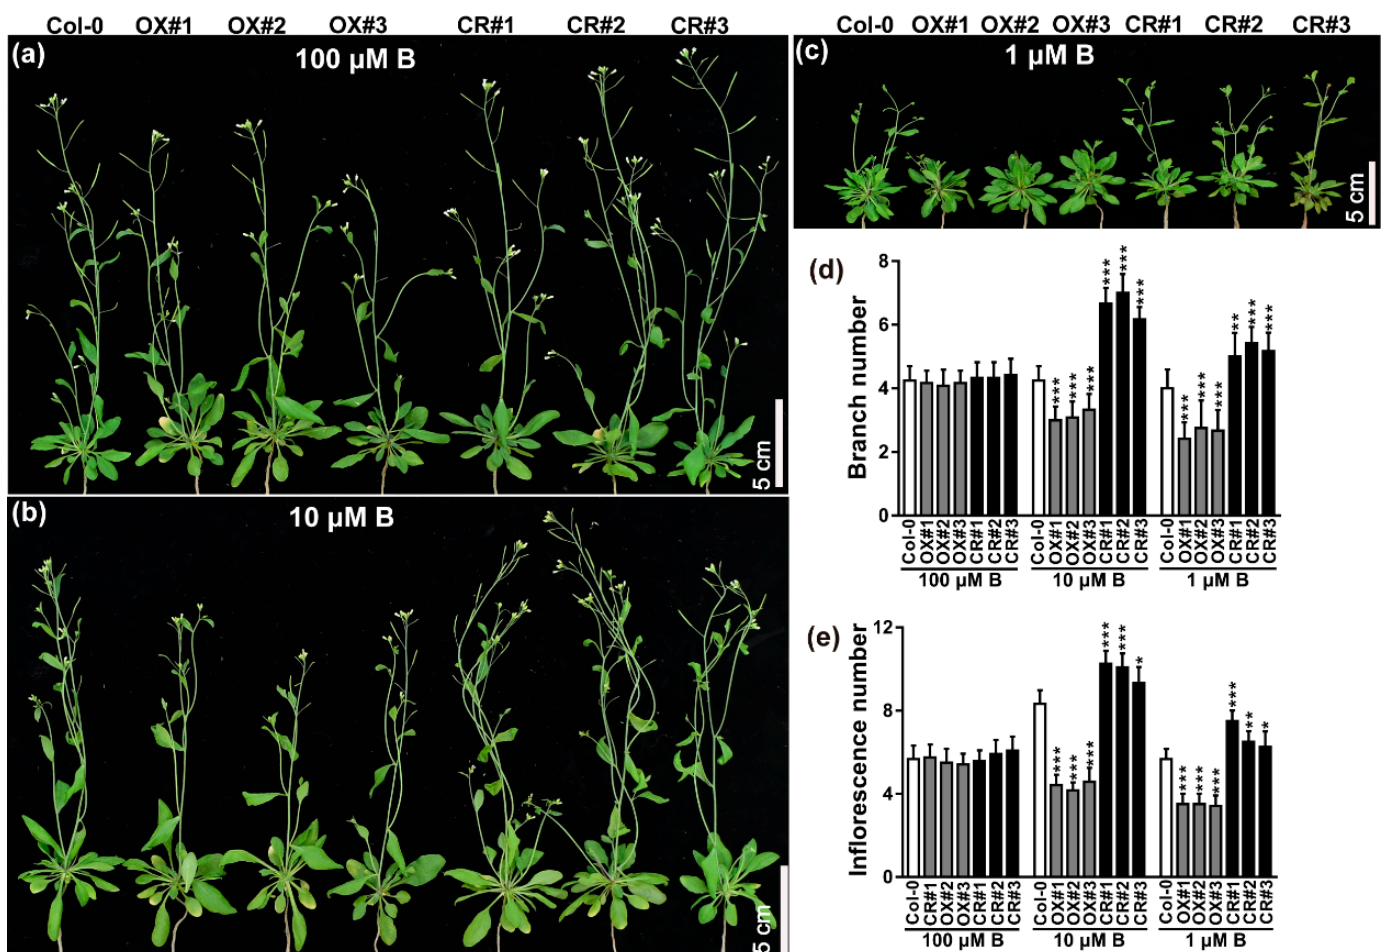 Col-0 OX#1 OX#2 OX#3 CR#1 CR#2 CR#3
(a) 100 µM B
5 cm
(b) 10 µM B
5 cm
Col-0 OX#1 OX#2 OX#3 CR#1 CR#2 CR#3
(c) 1 µM B
5 cm
(d)
Branch number
8
6
4
2
0
*** *** *** *** *** *** *** *** *** ** *** ***
Col-0 OX#1 OX#2 OX#3 CR#1 CR#2 CR#3 Col-0 OX#1 OX#2 OX#3 CR#1 CR#2 CR#3 Col-0 OX#1 OX#2 OX#3 CR#1 CR#2 CR#3
100 µM B 10 µM B 1 µM B
(e)
Inflorescence number
12
8
4
0
*** *** *** *** *** * *** *** *** *** ** *
Col-0 CR#1 OX#2 OX#3 CR#1 CR#2 CR#3 Col-0 OX#1 OX#2 OX#3 CR#1 CR#2 CR#3 Col-0 OX#1 OX#2 OX#3 CR#1 CR#2 CR#3
100 µM B 10 µM B 1 µM B